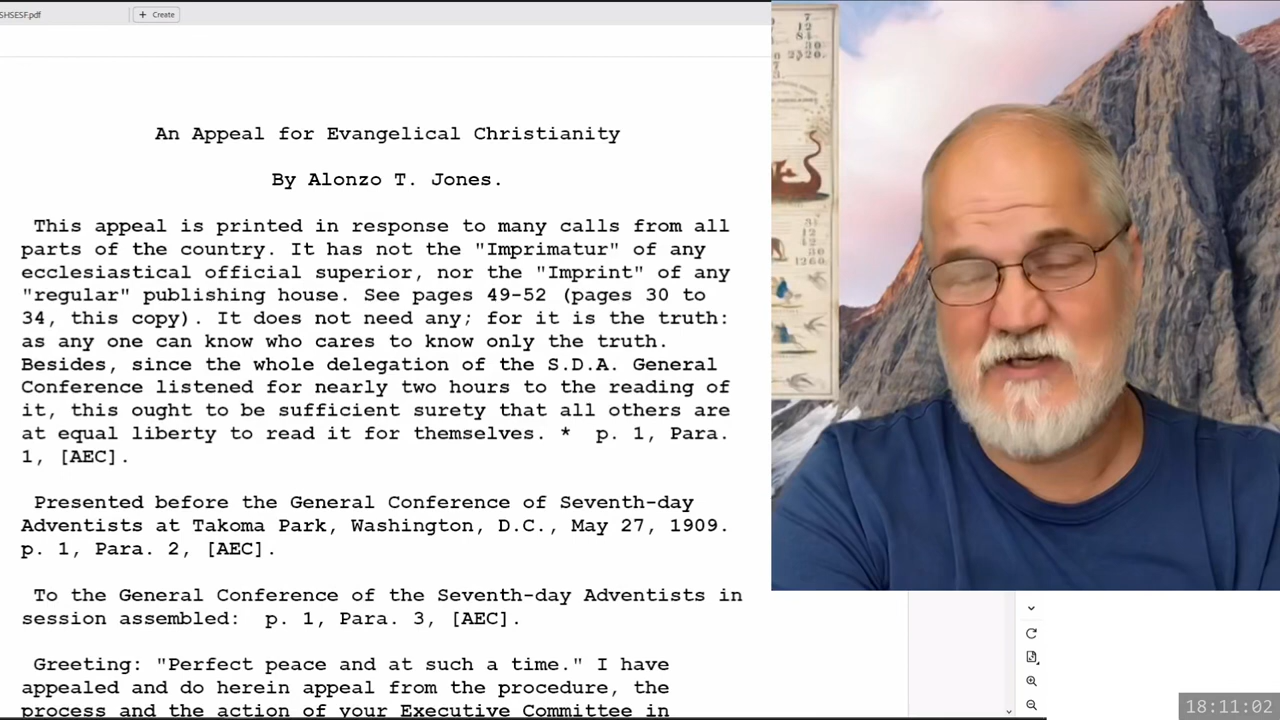 SHSESF.pdf
+ Create
An Appeal for Evangelical Christianity
By Alonzo T. Jones.
This appeal is printed in response to many calls from all
parts of the country. It has not the "Imprimatur" of any
ecclesiastical official superior, nor the "Imprint" of any
"regular" publishing house. See pages 49-52 (pages 30 to
34, this copy). It does not need any; for it is the truth:
as any one can know who cares to know only the truth.
Besides, since the whole delegation of the S.D.A. General
Conference listened for nearly two hours to the reading of
it, this ought to be sufficient surety that all others are
at equal liberty to read it for themselves. * p. 1, Para.
1, [AEC].
Presented before the General Conference of Seventh-day
Adventists at Takoma Park, Washington, D.C., May 27, 1909.
p. 1, Para. 2, [AEC].
To the General Conference of the Seventh-day Adventists in
session assembled: p. 1, Para. 3, [AEC].
Greeting: "Perfect peace and at such a time." I have
appealed and do herein appeal from the procedure, the
process and the action of your Executive Committee in
7
12
30
1260
18:11:02